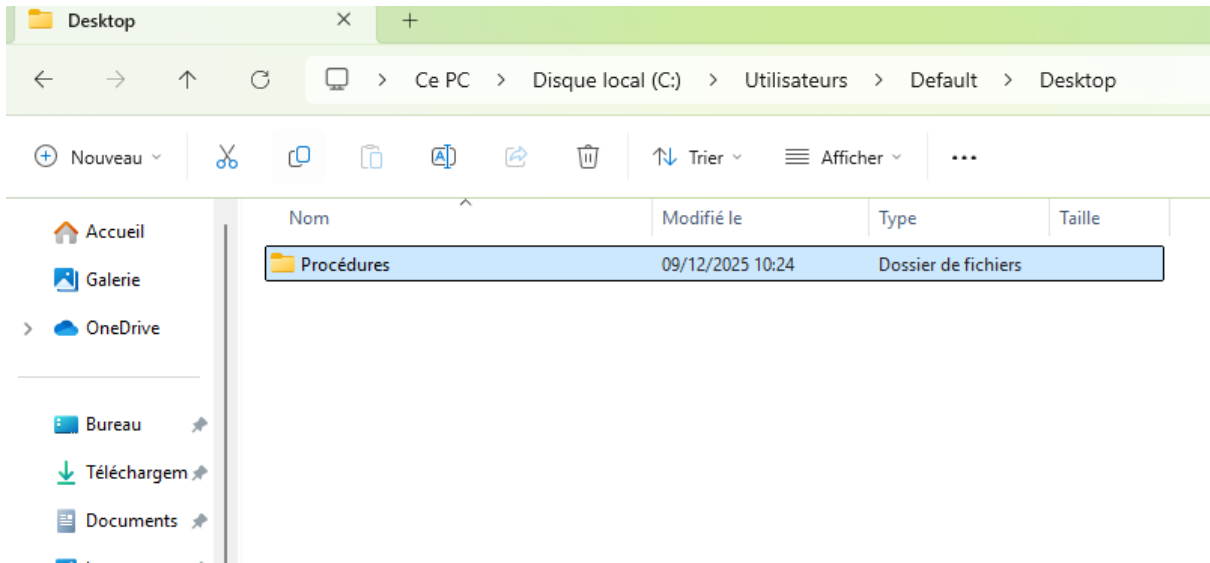 Desktop
Ce PC > Disque local (C:) > Utilisateurs > Default > Desktop
Nouveau Trier Afficher
Nom Modifié le Type Taille
Accueil
Procédures 09/12/2025 10:24 Dossier de fichiers
Galerie
OneDrive
Bureau
Téléchargem
Documents